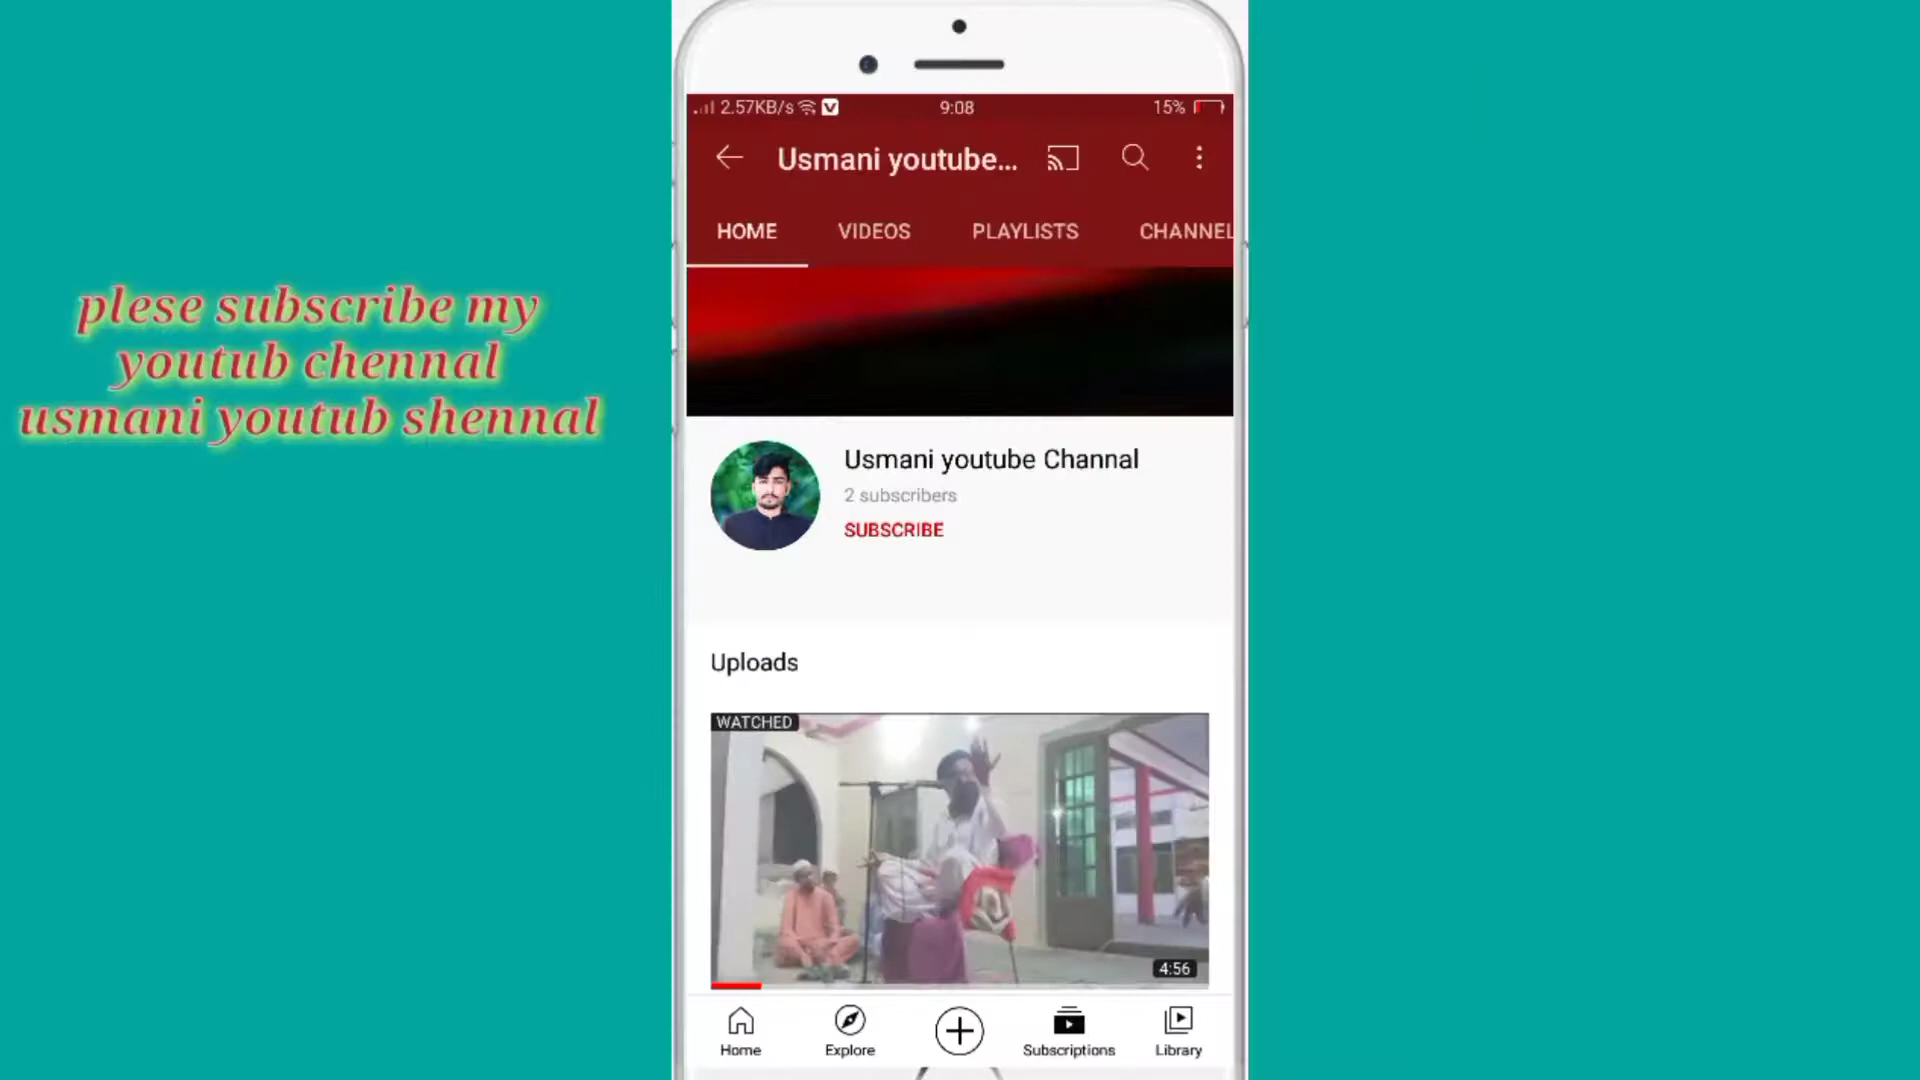 plese subscribe my
youtub chennal
usmani youtub shennal
2.57KB/s 9:08 15%
Usmani youtube...
HOME VIDEOS PLAYLISTS CHANNEL
Usmani youtube Channal
2 subscribers
SUBSCRIBE
Uploads
WATCHED
4:56
Home Explore Subscriptions Library